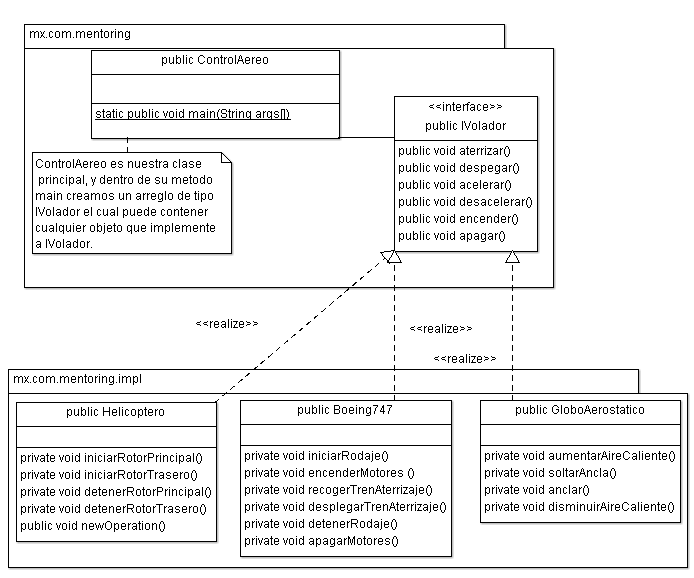 mx.com.mentoring
public ControlAereo
static public void main(String args[])
ControlAereo es nuestra clase
principal, y dentro de su metodo
main creamos un arreglo de tipo
IVolador el cual puede contener
cualquier objeto que implemente
a IVolador.
<<interface>>
public IVolador
public void aterrizar()
public void despegar()
public void acelerar()
public void desacelerar()
public void encender()
public void apagar()
<<realize>>
<<realize>>
<<realize>>
mx.com.mentoring.impl
public Helicoptero
private void iniciarRotorPrincipal()
private void iniciarRotorTrasero()
private void detenerRotorPrincipal()
private void detenerRotorTrasero()
public void newOperation()
public Boeing747
private void iniciarRodaje()
private void encenderMotores ()
private void recogerTrenAterrizaje()
private void desplegarTrenAterrizaje()
private void detenerRodaje()
private void apagarMotores()
public GloboAerostatico
private void aumentarAireCaliente()
private void soltarAncla()
private void anclar()
private void disminuirAireCaliente()